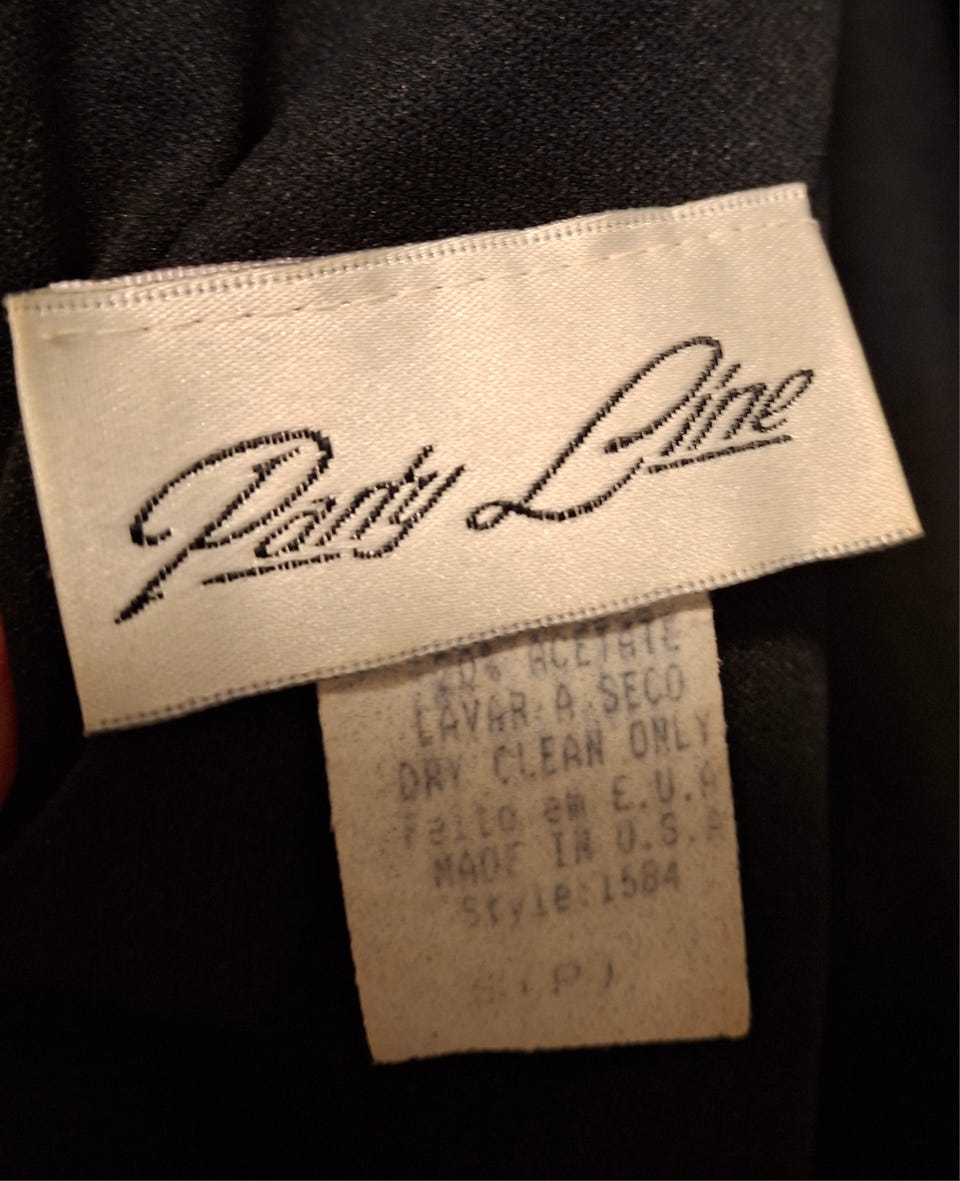 Party Line
ACETATE
LAVAR A SECO
DRY CLEAN ONLY
Feito em E.U.A
MADE IN U.S.A
Style:1584
S(P)